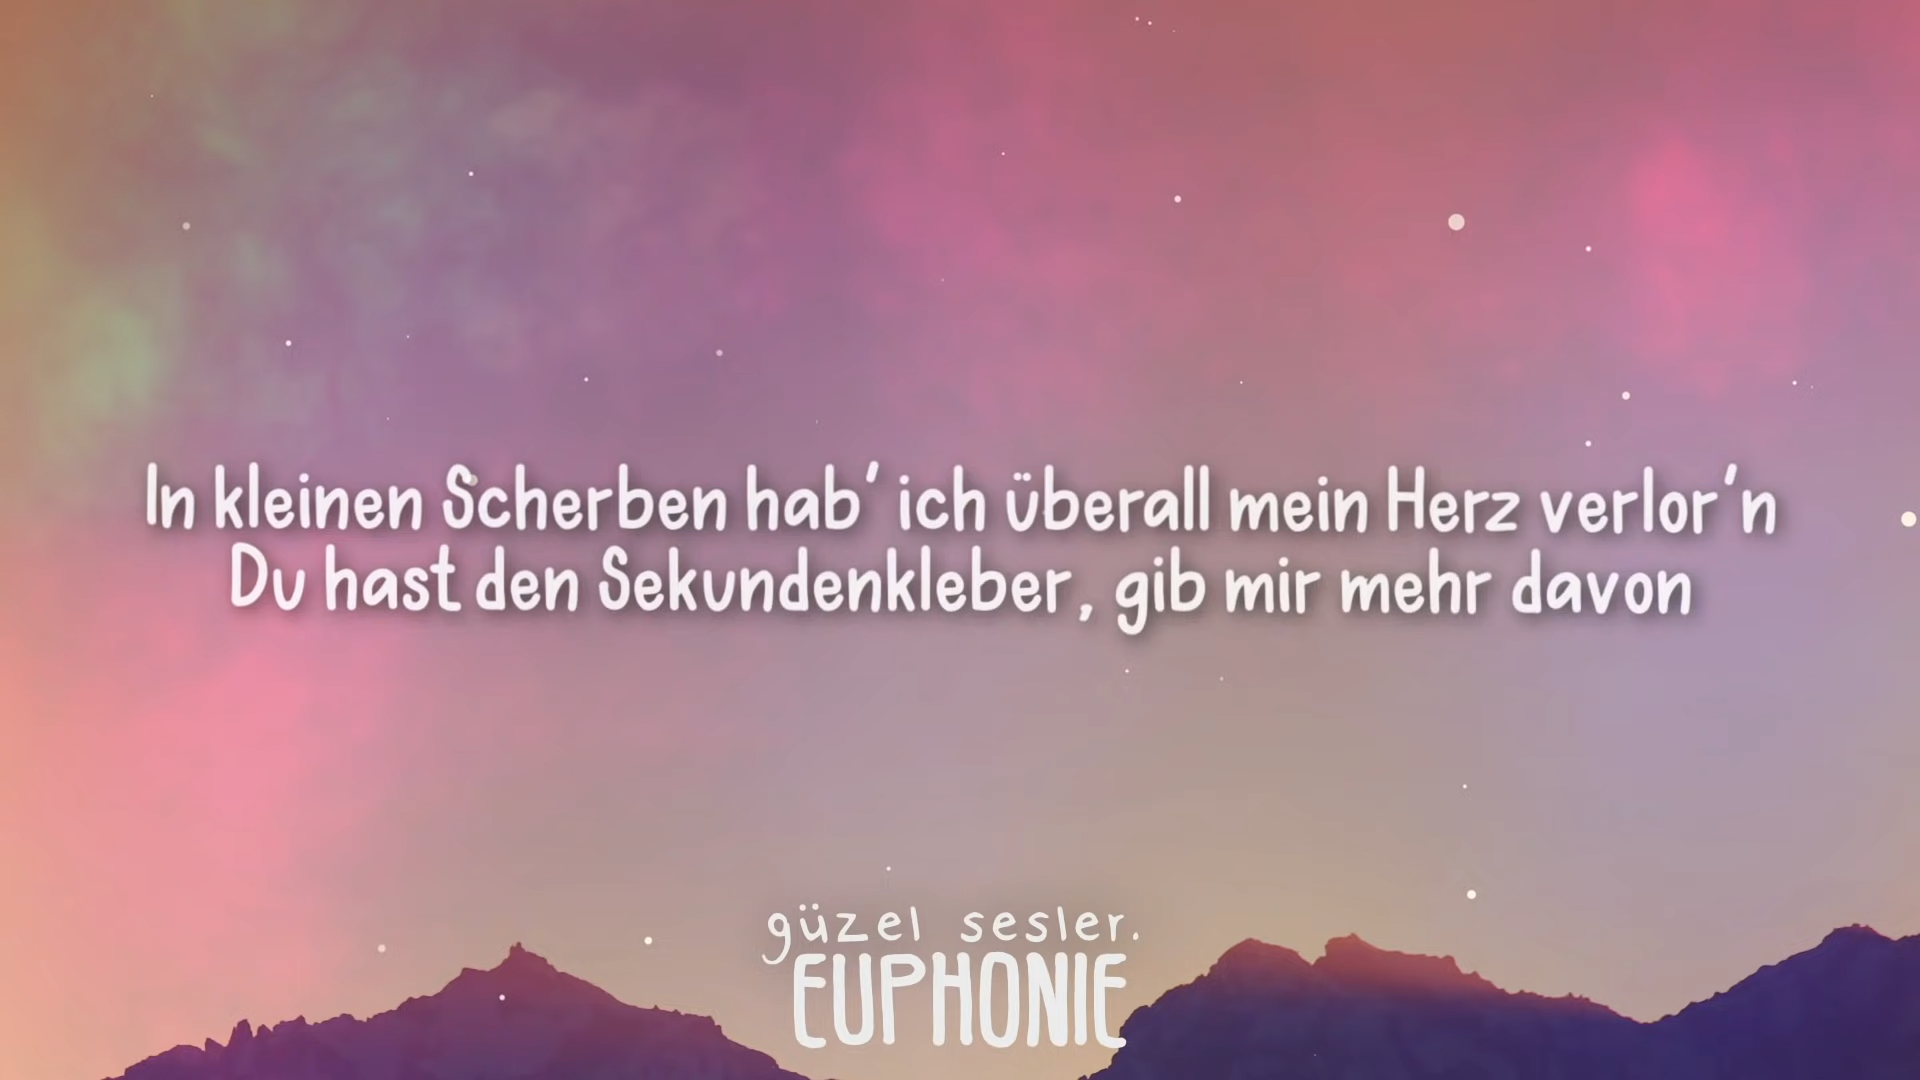 In kleinen Scherben hab' ich überall mein Herz verlor'n
Du hast den Sekundenkleber, gib mir mehr davon
güzel sesler.
EUPHONIE